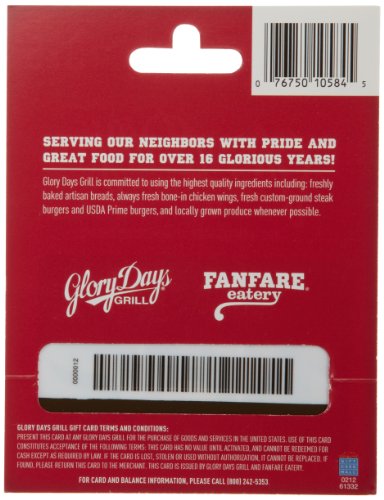 0 76750 10584 5
SERVING OUR NEIGHBORS WITH PRIDE AND
GREAT FOOD FOR OVER 16 GLORIOUS YEARS!
Glory Days Grill is committed to using the highest quality ingredients including: freshly
baked artisan breads, always fresh bone-in chicken wings, fresh custom-ground steak
burgers and USDA Prime burgers, and locally grown produce whenever possible.
Glory Days
GRILL
FANFARE
eatery
0000012
GLORY DAYS GRILL GIFT CARD TERMS AND CONDITIONS:
PRESENT THIS CARD AT ANY GLORY DAYS GRILL FOR THE PURCHASE OF GOODS AND SERVICES IN THE UNITED STATES. USE OF THIS CARD
CONSTITUTES ACCEPTANCE OF THE FOLLOWING TERMS: THIS CARD HAS NO VALUE UNTIL ACTIVATED, AND CANNOT BE REDEEMED FOR
CASH EXCEPT AS REQUIRED BY LAW. IF THE CARD IS LOST, STOLEN OR USED WITHOUT AUTHORIZATION, IT CANNOT BE REPLACED. IF
FOUND, PLEASE RETURN THIS CARD TO THE MERCHANT. THIS CARD IS ISSUED BY GLORY DAYS GRILL AND FANFARE EATERY.
FOR CARD AND BALANCE INFORMATION, PLEASE CALL (800) 242-5353.
0212
61332